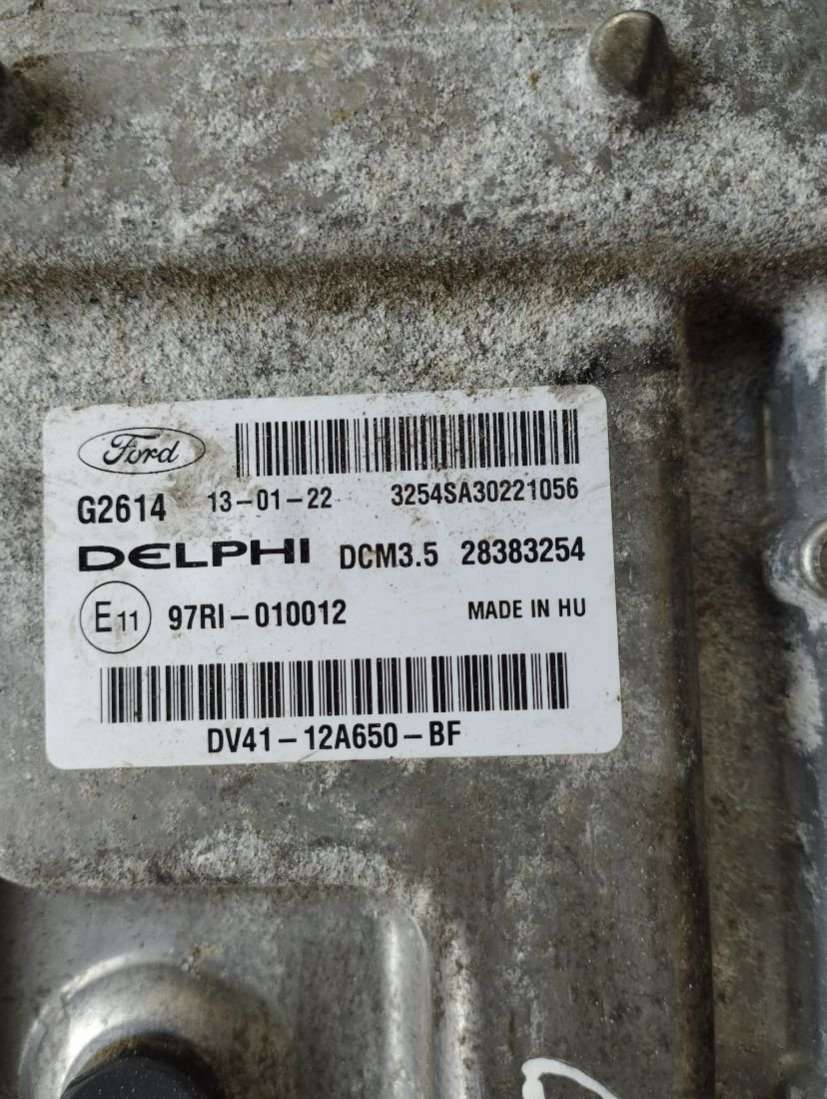 Ford
G2614 13-01-22 3254SA30221056
DELPHI DCM3.5 28383254
E11 97RI-010012 MADE IN HU
DV41-12A650-BF